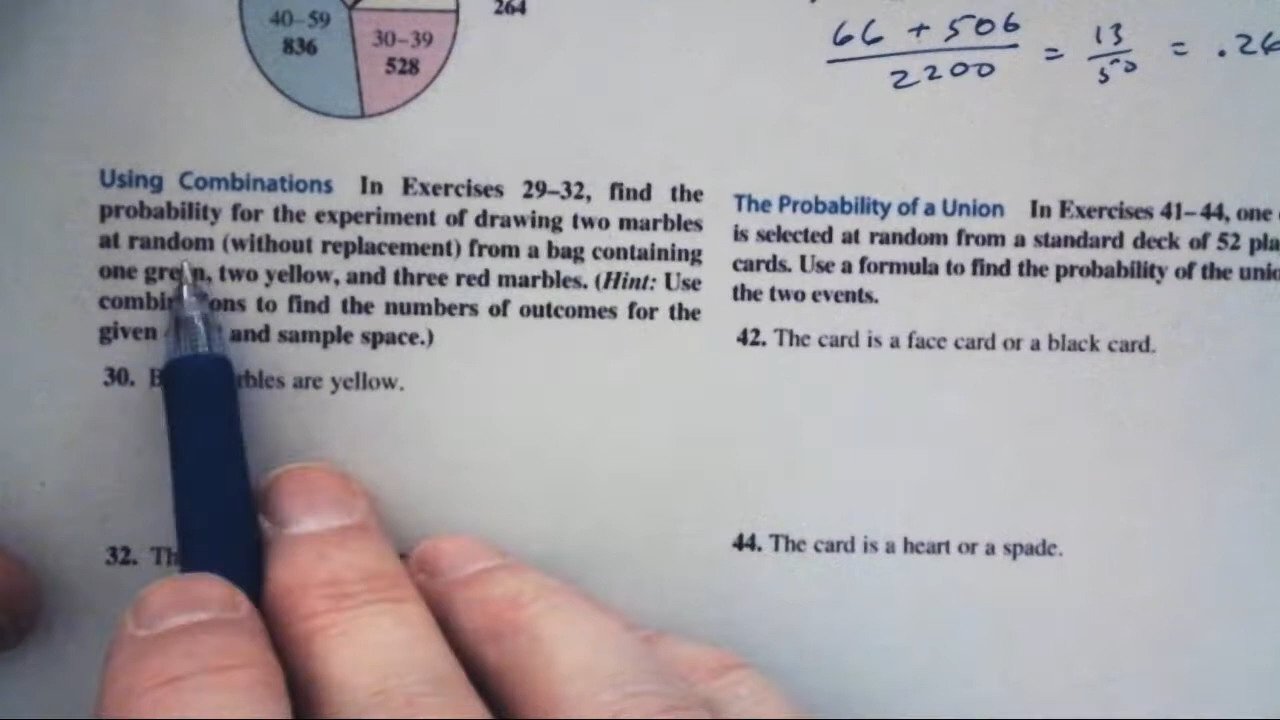 40–59
836
30–39
528
264
66 + 506
2200
= 13
50
= .26
Using Combinations In Exercises 29–32, find the
probability for the experiment of drawing two marbles
at random (without replacement) from a bag containing
one green, two yellow, and three red marbles. (Hint: Use
combinations to find the numbers of outcomes for the
given and sample space.)
30. marbles are yellow.
32.
The Probability of a Union In Exercises 41–44, one
is selected at random from a standard deck of 52
cards. Use a formula to find the probability of the
the two events.
42. The card is a face card or a black card.
44. The card is a heart or a spade.